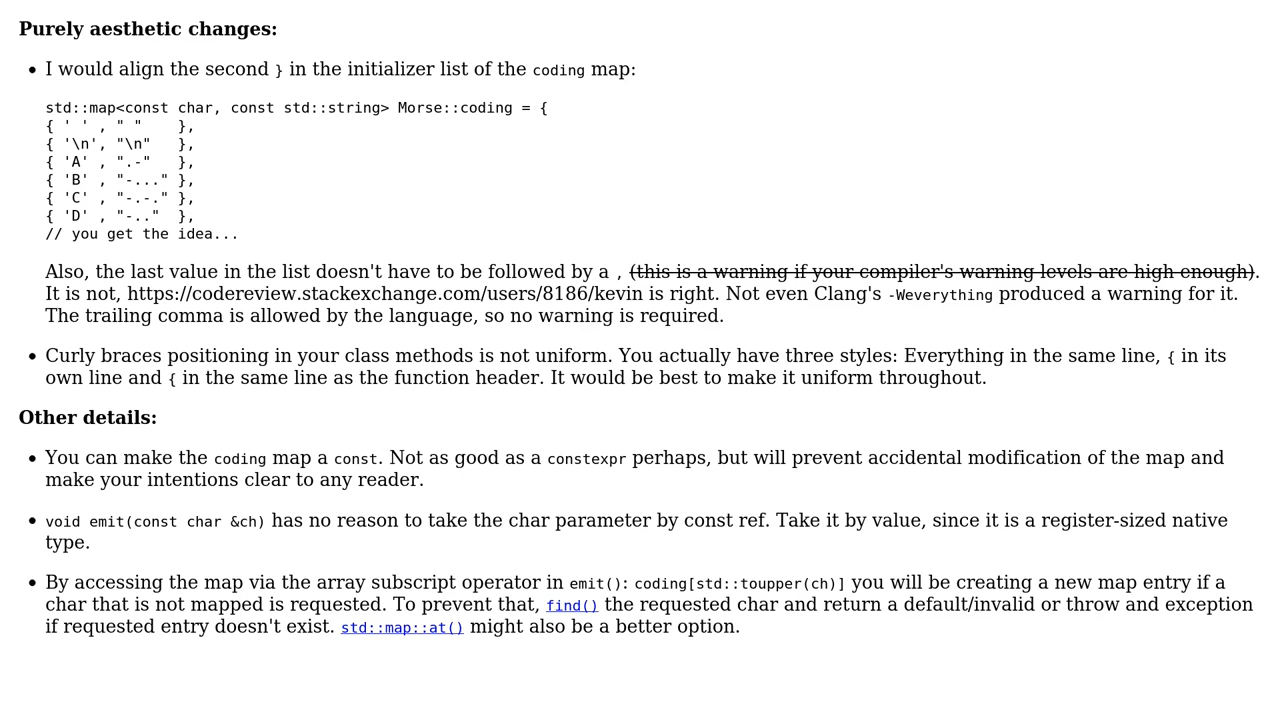 Purely aesthetic changes:
• I would align the second } in the initializer list of the coding map:
std::map<const char, const std::string> Morse::coding = {
{ ' ' , " "    },
{ '\n', "\n"   },
{ 'A' , ".-"   },
{ 'B' , "-..." },
{ 'C' , "-.-." },
{ 'D' , "-.."  },
// you get the idea...
Also, the last value in the list doesn't have to be followed by a , (this is a warning if your compiler's warning levels are high enough).
It is not, https://codereview.stackexchange.com/users/8186/kevin is right. Not even Clang's -Weverything produced a warning for it.
The trailing comma is allowed by the language, so no warning is required.
• Curly braces positioning in your class methods is not uniform. You actually have three styles: Everything in the same line, { in its
own line and { in the same line as the function header. It would be best to make it uniform throughout.
Other details:
• You can make the coding map a const. Not as good as a constexpr perhaps, but will prevent accidental modification of the map and
make your intentions clear to any reader.
• void emit(const char &ch) has no reason to take the char parameter by const ref. Take it by value, since it is a register-sized native
type.
• By accessing the map via the array subscript operator in emit(): coding[std::toupper(ch)] you will be creating a new map entry if a
char that is not mapped is requested. To prevent that, find() the requested char and return a default/invalid or throw and exception
if requested entry doesn't exist. std::map::at() might also be a better option.